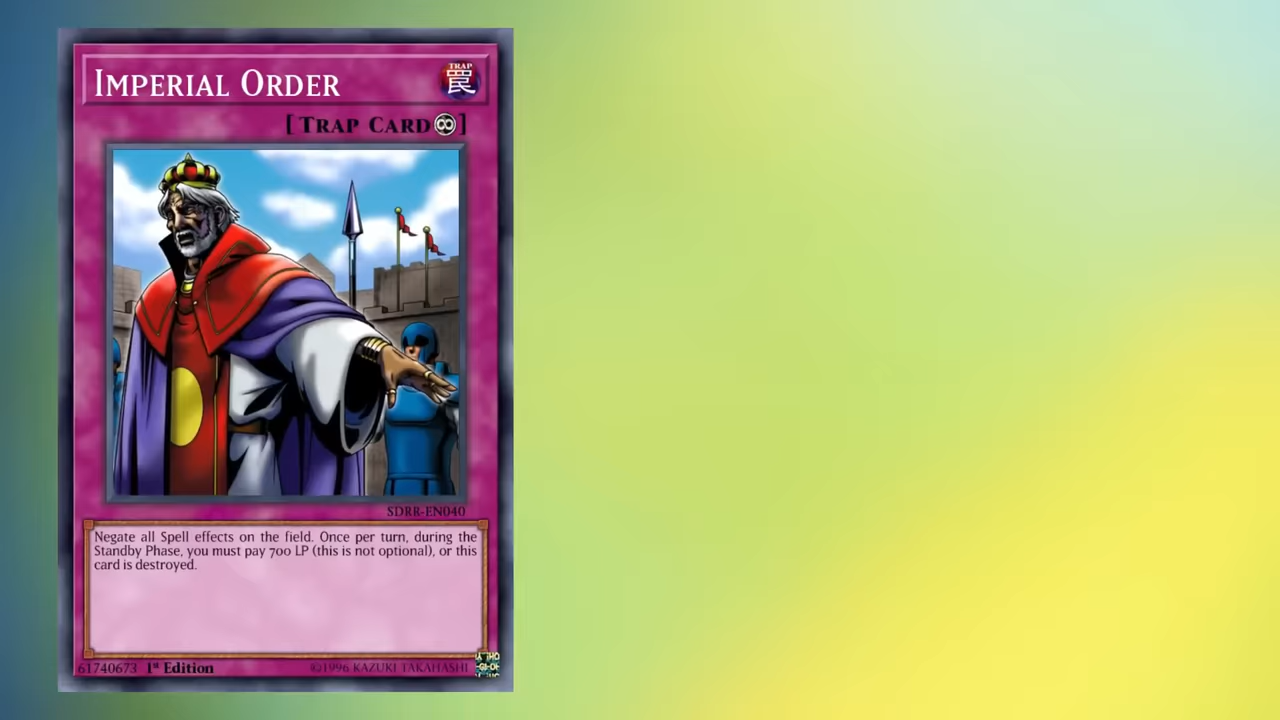 IMPERIAL ORDER
TRAP
罠
[TRAP CARD∞]
SDRR-EN040
Negate all Spell effects on the field. Once per turn, during the
Standby Phase, you must pay 700 LP (this is not optional), or this
card is destroyed.
61740673 1st Edition ©1996 KAZUKI TAKAHASHI